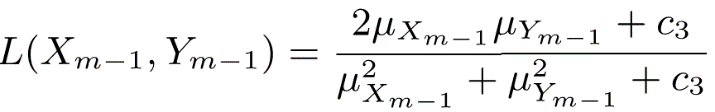 L(X_{m-1}, Y_{m-1}) = \frac{2\mu_{X_{m-1}}\mu_{Y_{m-1}} + c_3}{\mu_{X_{m-1}}^2 + \mu_{Y_{m-1}}^2 + c_3}